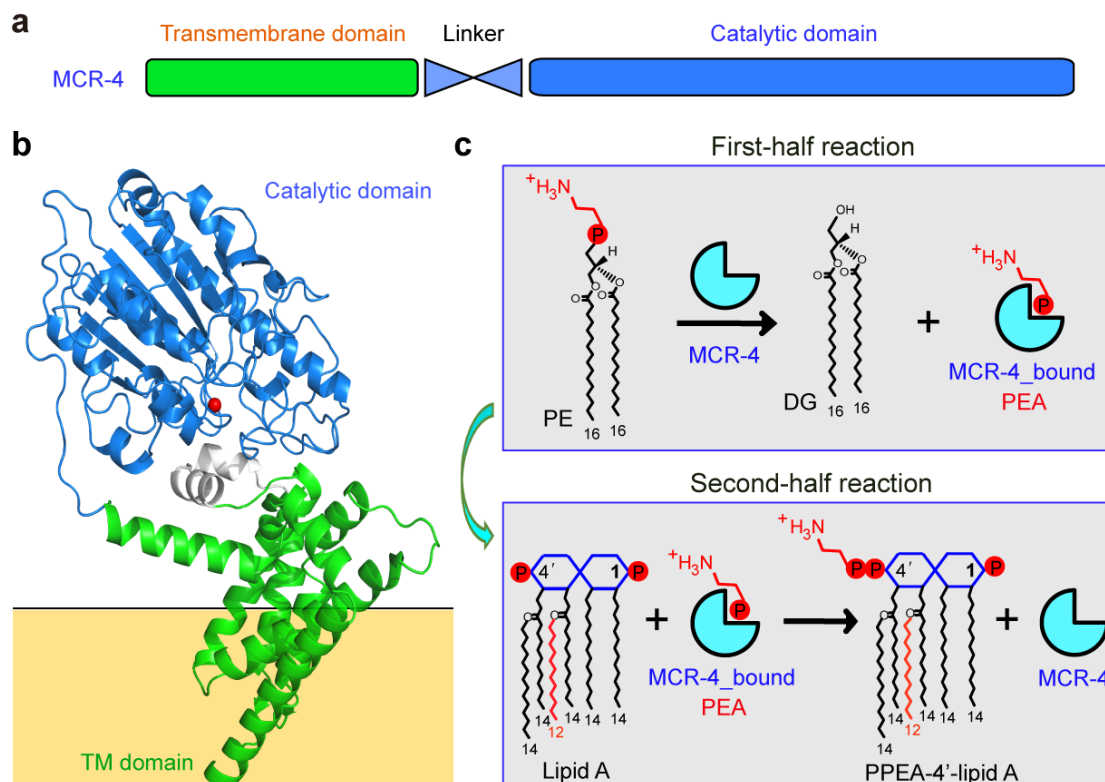 a
Transmembrane domain
Linker
Catalytic domain
MCR-4
b
Catalytic domain
TM domain
c
First-half reaction
+H3N
P
H
O
O
O
O
16
16
PE
MCR-4
OH
H
O
O
O
O
16
16
DG
+
+H3N
P
MCR-4_bound
PEA
Second-half reaction
P
4′
1
P
O
14
14
12
14
14
Lipid A
+
+H3N
P
MCR-4_bound
PEA
+H3N
P
P
4′
1
P
O
14
14
12
14
14
PPEA-4'-lipid A
+
MCR-4